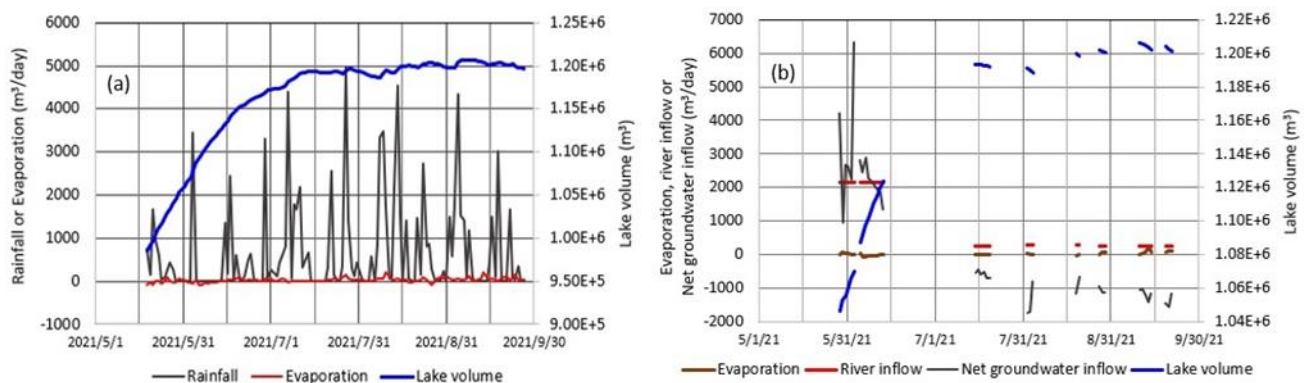 6000
5000
4000
3000
2000
1000
0
-1000
Rainfall or Evaporation (m³/day)
(a)
1.25E+6
1.20E+6
1.15E+6
1.10E+6
1.05E+6
1.00E+6
9.50E+5
9.00E+5
Lake volume (m³)
2021/5/1 2021/5/31 2021/7/1 2021/7/31 2021/8/31 2021/9/30
Rainfall Evaporation Lake volume
7000
6000
5000
4000
3000
2000
1000
0
-1000
-2000
Evaporation, river inflow or
Net groundwater inflow (m³/day)
(b)
1.22E+6
1.20E+6
1.18E+6
1.16E+6
1.14E+6
1.12E+6
1.10E+6
1.08E+6
1.06E+6
1.04E+6
Lake volume (m³)
5/1/21 5/31/21 7/1/21 7/31/21 8/31/21 9/30/21
Evaporation River inflow Net groundwater inflow Lake volume